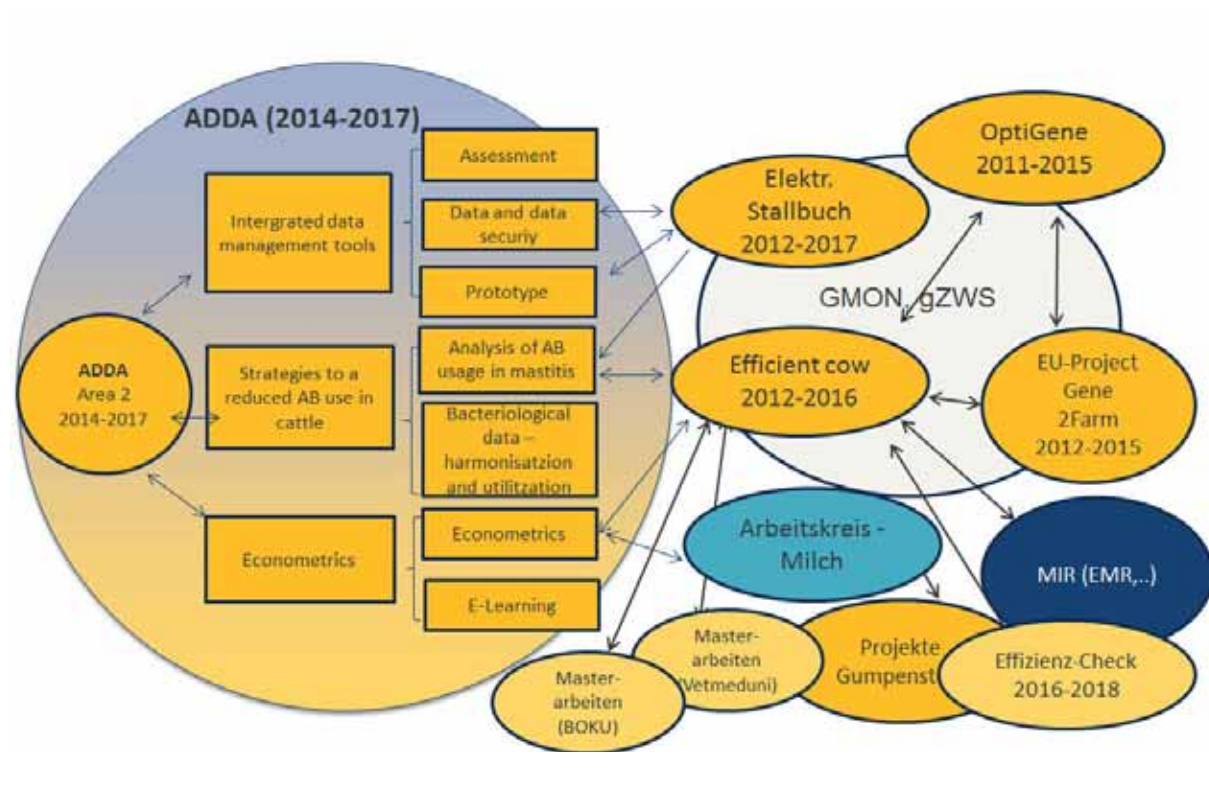 ADDA (2014-2017)
Assessment
Intergrated data
management tools
Data and data
securiy
Prototype
ADDA
Area 2
2014-2017
Strategies to a
reduced AB use in
cattle
Analysis of AB
usage in mastitis
Bacteriological
data –
harmonisatzion
and utilitzation
Econometrics
Econometrics
E-Learning
Elektr.
Stallbuch
2012-2017
OptiGene
2011-2015
GMON, gZWS
Efficient cow
2012-2016
EU-Project
Gene
2Farm
2012-2015
Arbeitskreis -
Milch
MIR (EMR,..)
Master-
arbeiten
(BOKU)
Master-
arbeiten
(Vetmeduni)
Projekte
Effizienz-Check
2016-2018